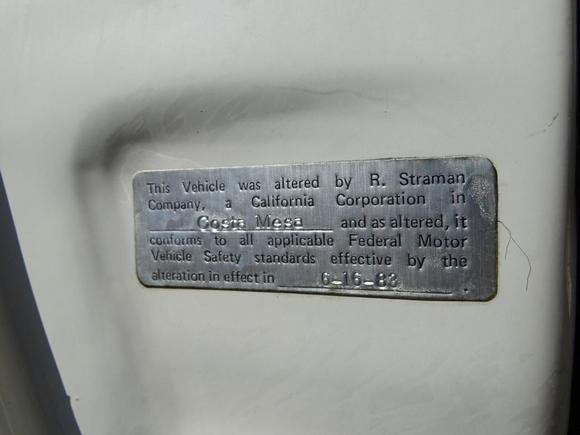 This Vehicle was altered by R. Straman
Company, a California Corporation in
Costa Mesa and as altered, it
conforms to all applicable Federal Motor
Vehicle Safety standards effective by the
alteration in effect in 6-16-83 .